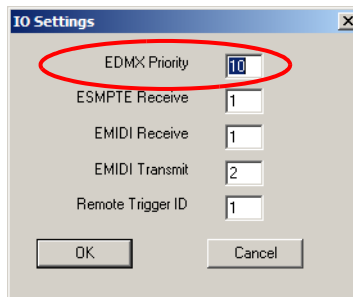 IO Settings
EDMX Priority 10
ESMPTE Receive 1
EMIDI Receive 1
EMIDI Transmit 2
Remote Trigger ID 1
OK Cancel